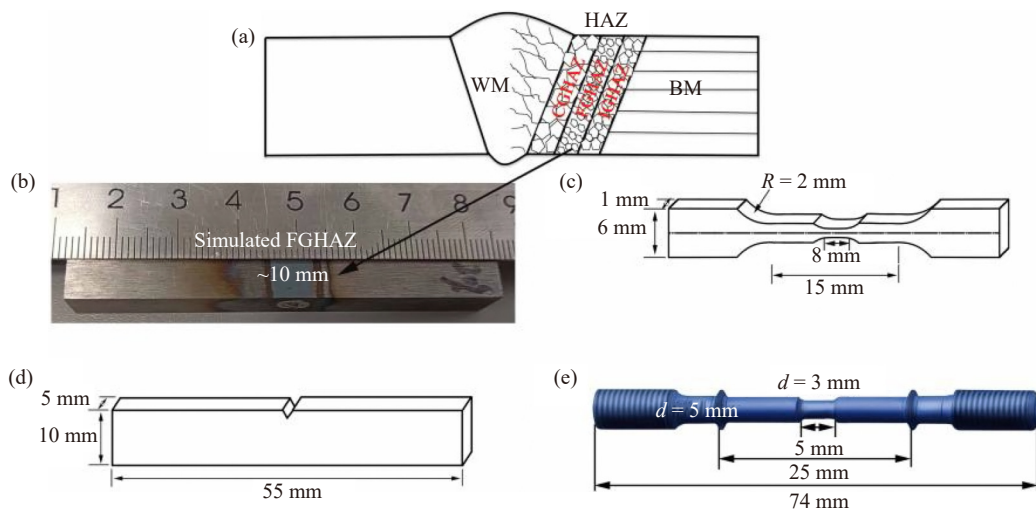 (a)
HAZ
WM
CGHAZ
FGHAZ
IGHAZ
BM
(b)
1 2 3 4 5 6 7 8 9
Simulated FGHAZ
~10 mm
(c)
1 mm
R = 2 mm
6 mm
8 mm
15 mm
(d)
5 mm
10 mm
55 mm
(e)
d = 3 mm
d = 5 mm
5 mm
25 mm
74 mm